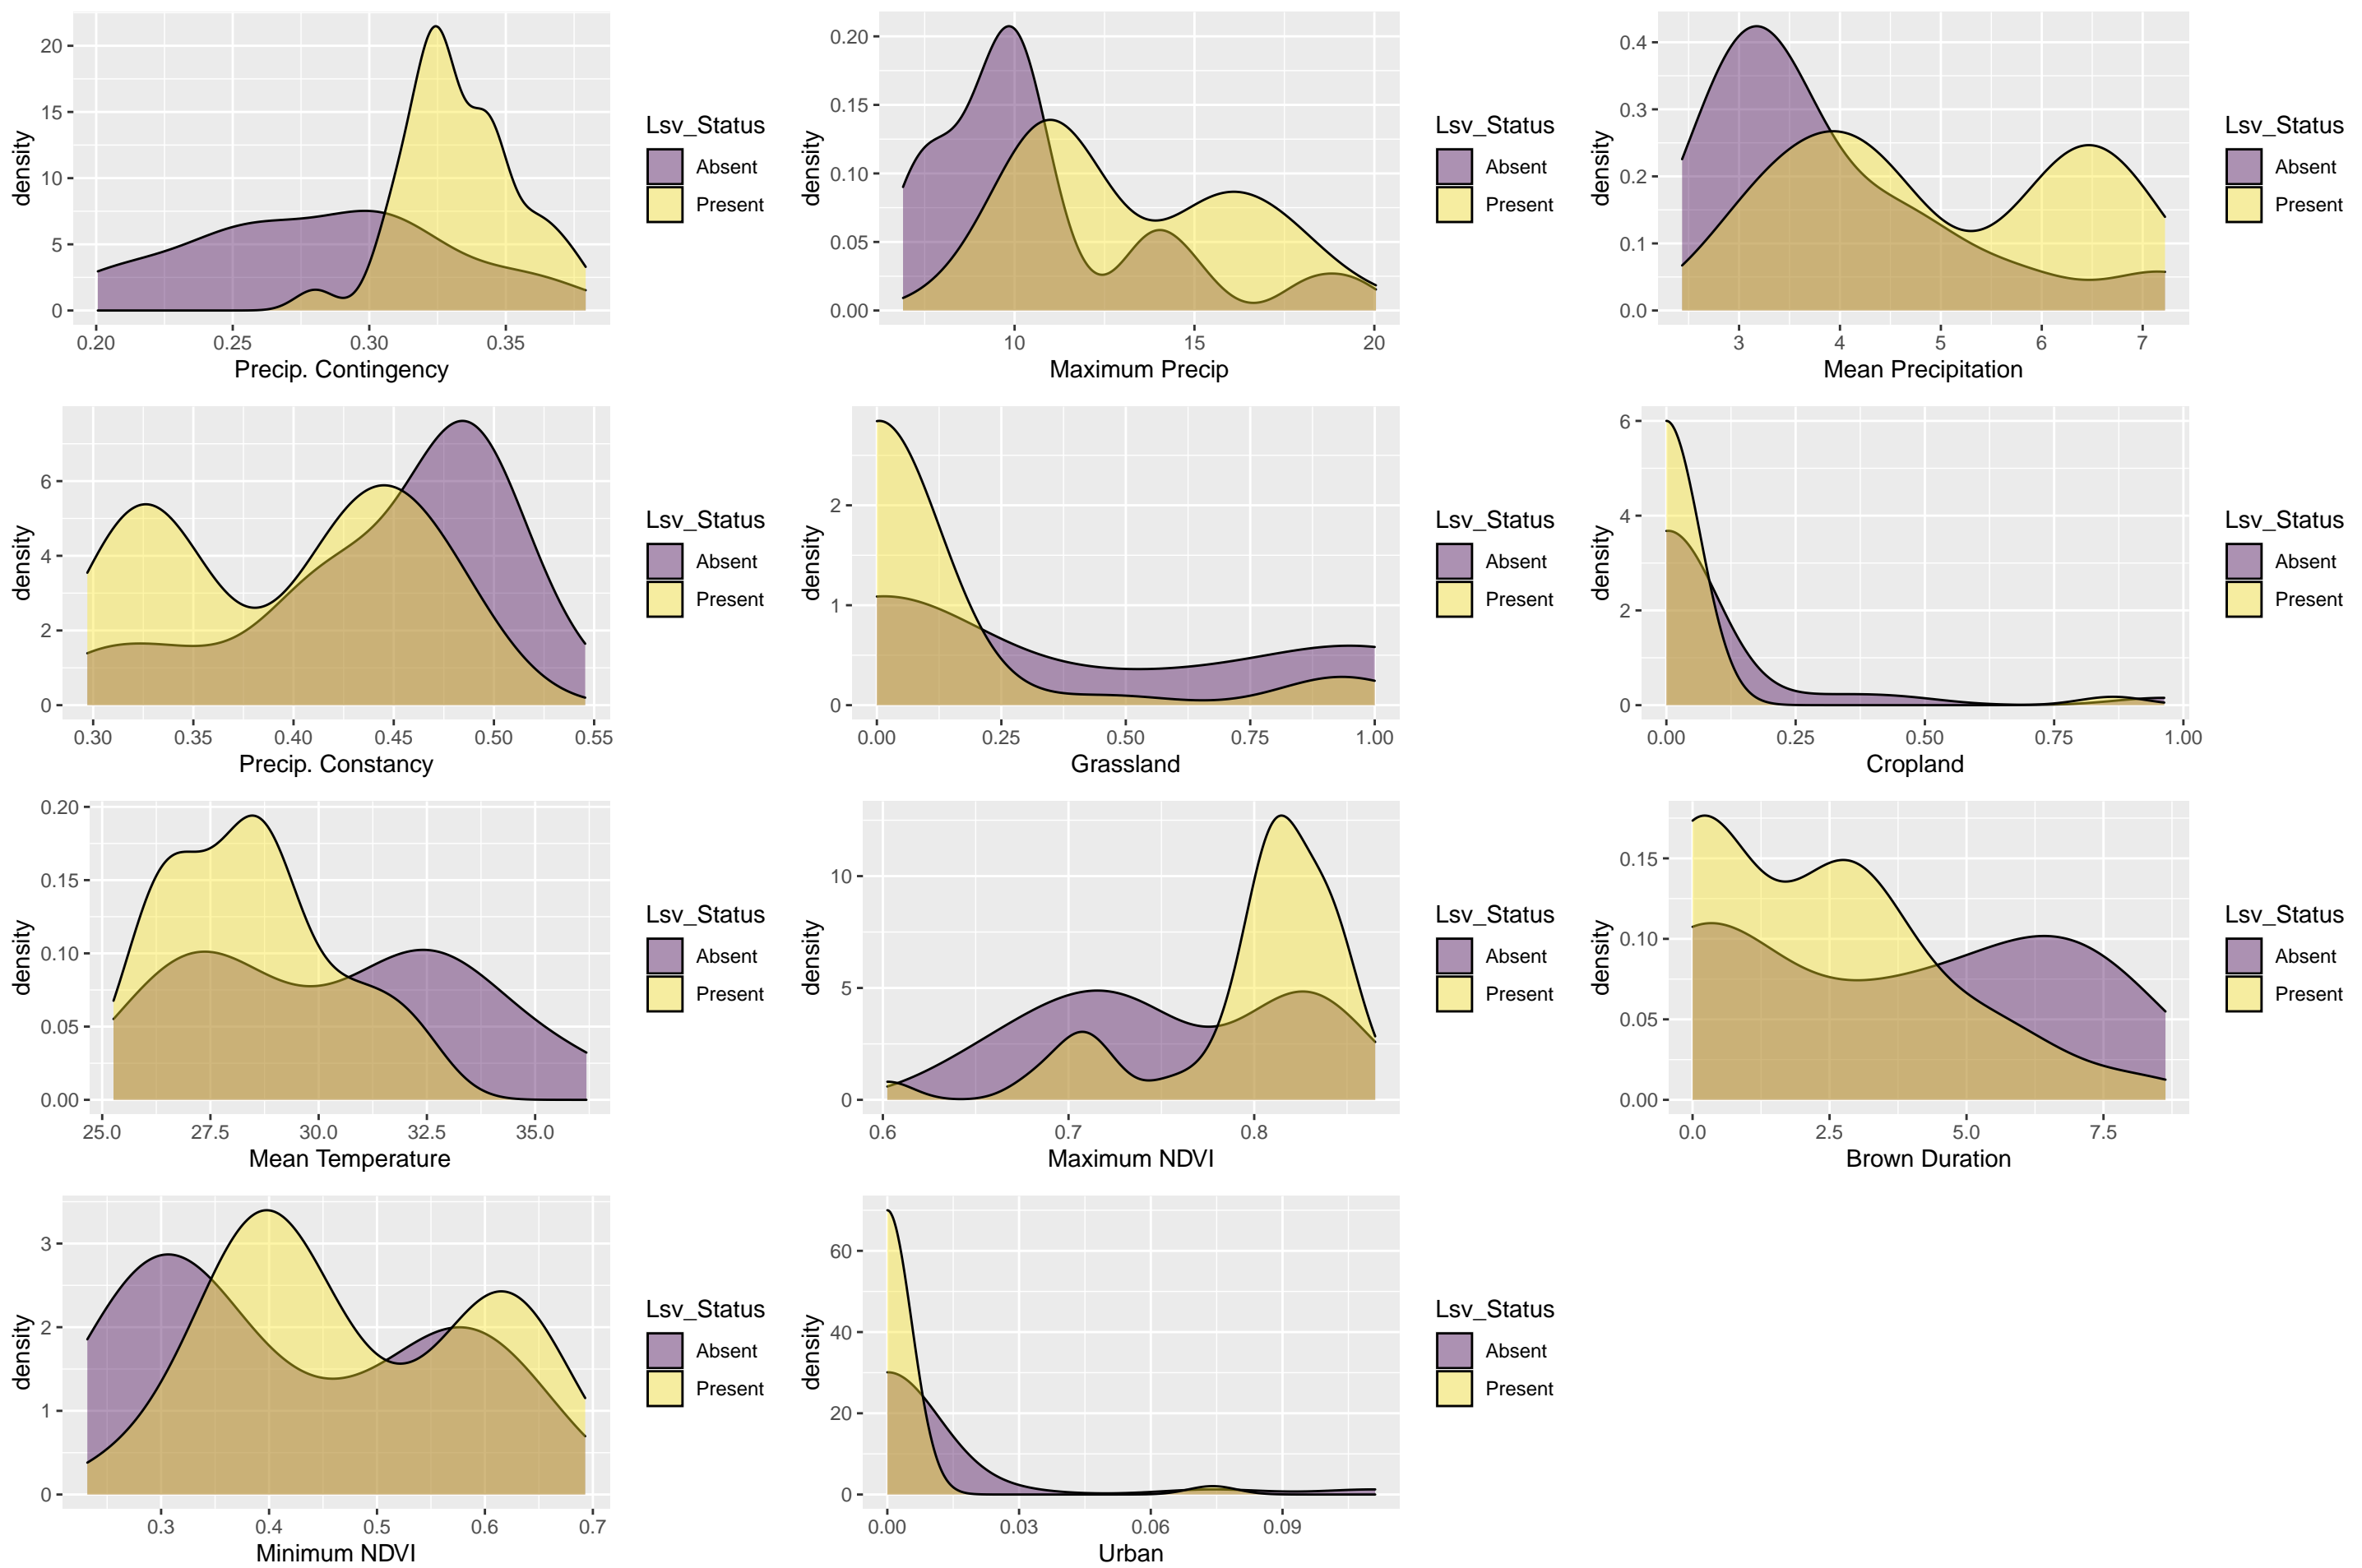 density
20
15
10
5
0
0.20
0.25
0.30
0.35
Precip. Contingency
Lsv_Status
Absent
Present
density
0.20
0.15
0.10
0.05
0.00
10
15
20
Maximum Precip
Lsv_Status
Absent
Present
density
0.4
0.3
0.2
0.1
0.0
3
4
5
6
7
Mean Precipitation
Lsv_Status
Absent
Present
density
6
4
2
0
0.30
0.35
0.40
0.45
0.50
0.55
Precip. Constancy
Lsv_Status
Absent
Present
density
2
1
0
0.00
0.25
0.50
0.75
1.00
Grassland
Lsv_Status
Absent
Present
density
6
4
2
0
0.00
0.25
0.50
0.75
1.00
Cropland
Lsv_Status
Absent
Present
density
0.20
0.15
0.10
0.05
0.00
25.0
27.5
30.0
32.5
35.0
Mean Temperature
Lsv_Status
Absent
Present
density
10
5
0
0.6
0.7
0.8
Maximum NDVI
Lsv_Status
Absent
Present
density
0.15
0.10
0.05
0.00
0.0
2.5
5.0
7.5
Brown Duration
Lsv_Status
Absent
Present
density
3
2
1
0
0.3
0.4
0.5
0.6
0.7
Minimum NDVI
Lsv_Status
Absent
Present
density
60
40
20
0
0.00
0.03
0.06
0.09
Urban
Lsv_Status
Absent
Present